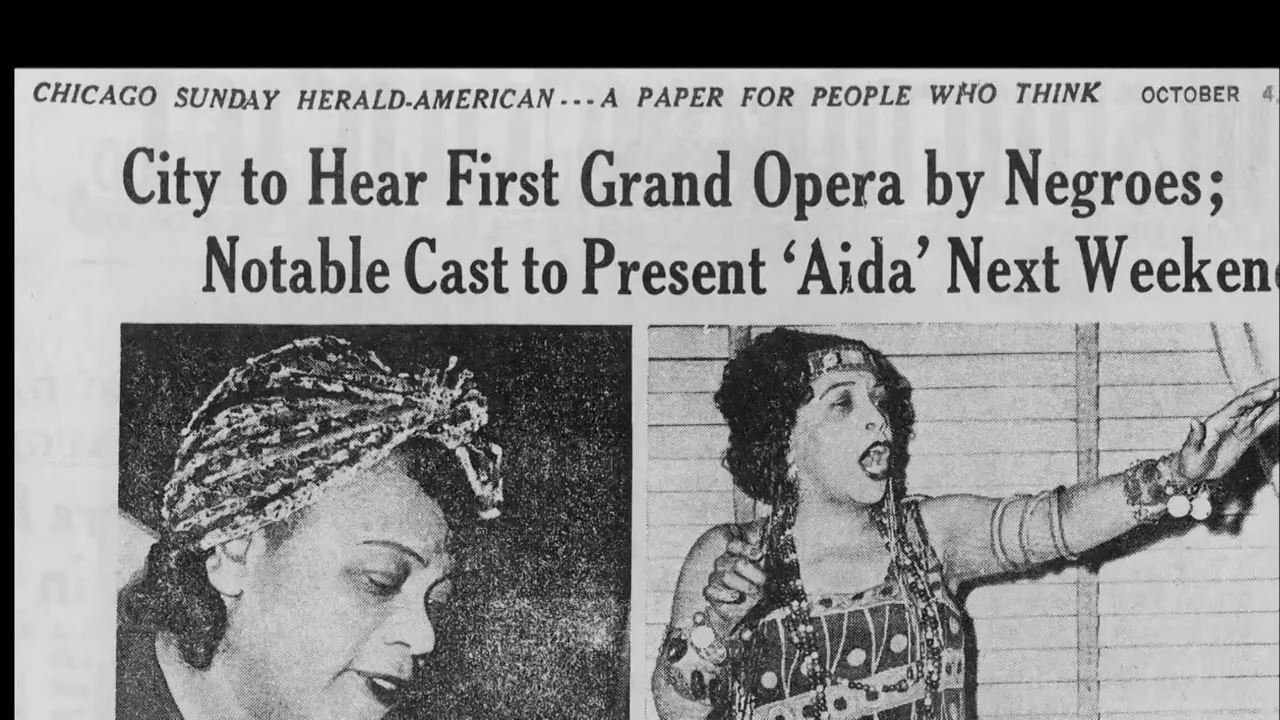 CHICAGO SUNDAY HERALD-AMERICAN---A PAPER FOR PEOPLE WHO THINK OCTOBER 4,
City to Hear First Grand Opera by Negroes;
Notable Cast to Present ‘Aida’ Next Weeken